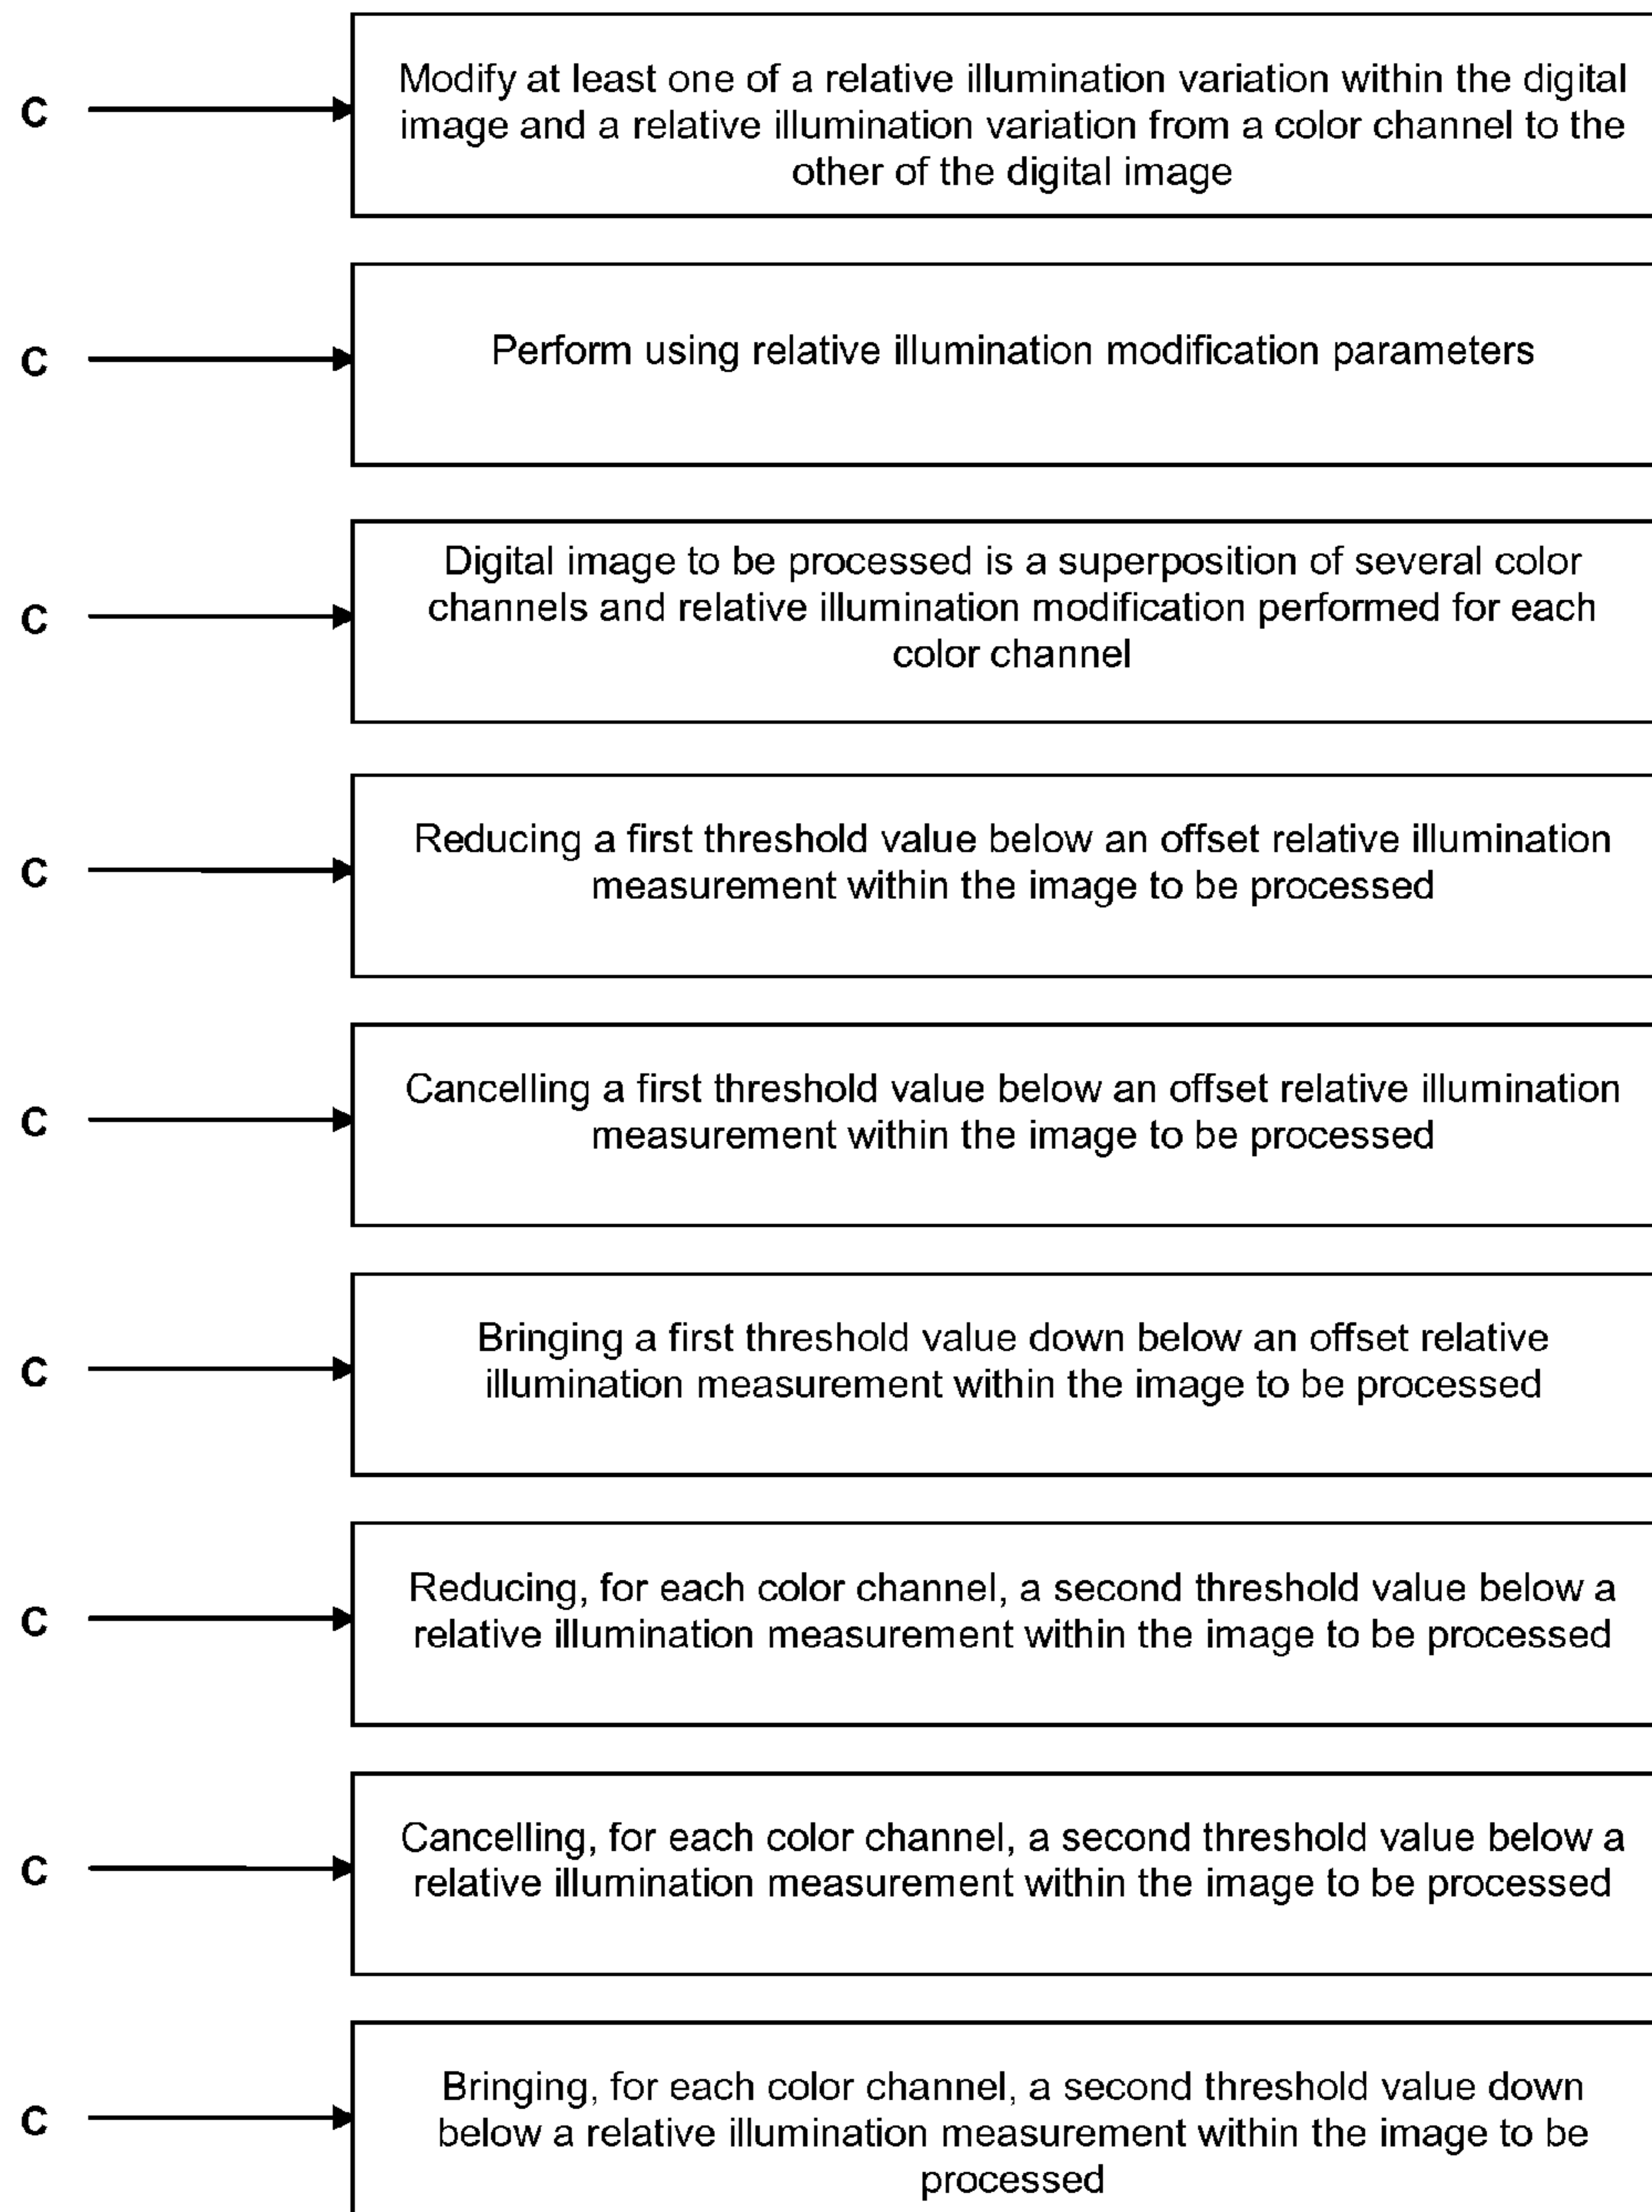 C
Modify at least one of a relative illumination variation within the digital
image and a relative illumination variation from a color channel to the
other of the digital image
C
Perform using relative illumination modification parameters
C
Digital image to be processed is a superposition of several color
channels and relative illumination modification performed for each
color channel
C
Reducing a first threshold value below an offset relative illumination
measurement within the image to be processed
C
Cancelling a first threshold value below an offset relative illumination
measurement within the image to be processed
C
Bringing a first threshold value down below an offset relative
illumination measurement within the image to be processed
C
Reducing, for each color channel, a second threshold value below a
relative illumination measurement within the image to be processed
C
Cancelling, for each color channel, a second threshold value below a
relative illumination measurement within the image to be processed
C
Bringing, for each color channel, a second threshold value down
below a relative illumination measurement within the image to be
processed